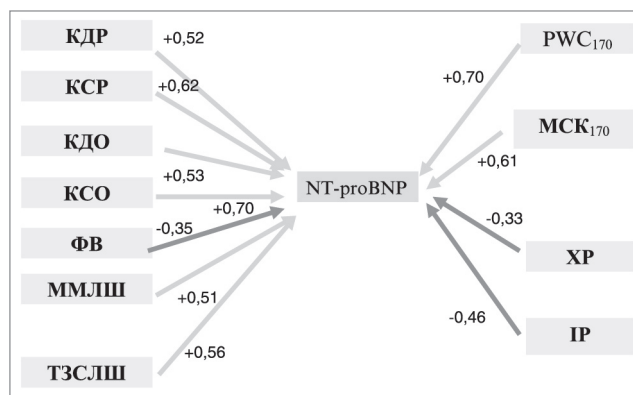 КДР
+0,52
КСР
+0,62
КДО
+0,53
КСО
+0,70
ФВ
-0,35
ММЛШ
+0,51
ТЗСЛШ
+0,56
NT-proBNP
PWC₁₇₀
+0,70
МСК₁₇₀
+0,61
ХР
-0,33
ІР
-0,46